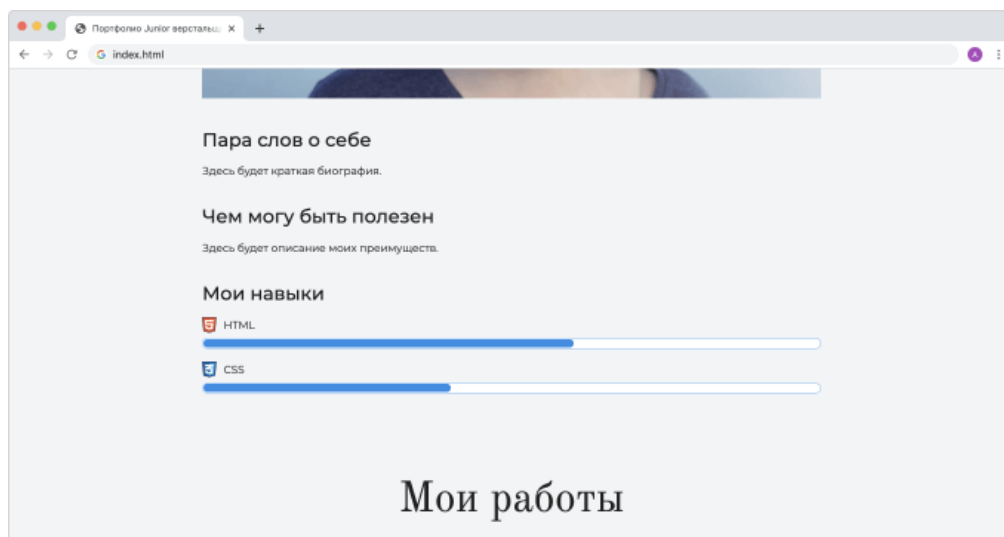 Портфолио Junior верстальщ
index.html
A
Пара слов о себе
Здесь будет краткая биография.
Чем могу быть полезен
Здесь будет описание моих преимуществ.
Мои навыки
HTML
CSS
Мои работы